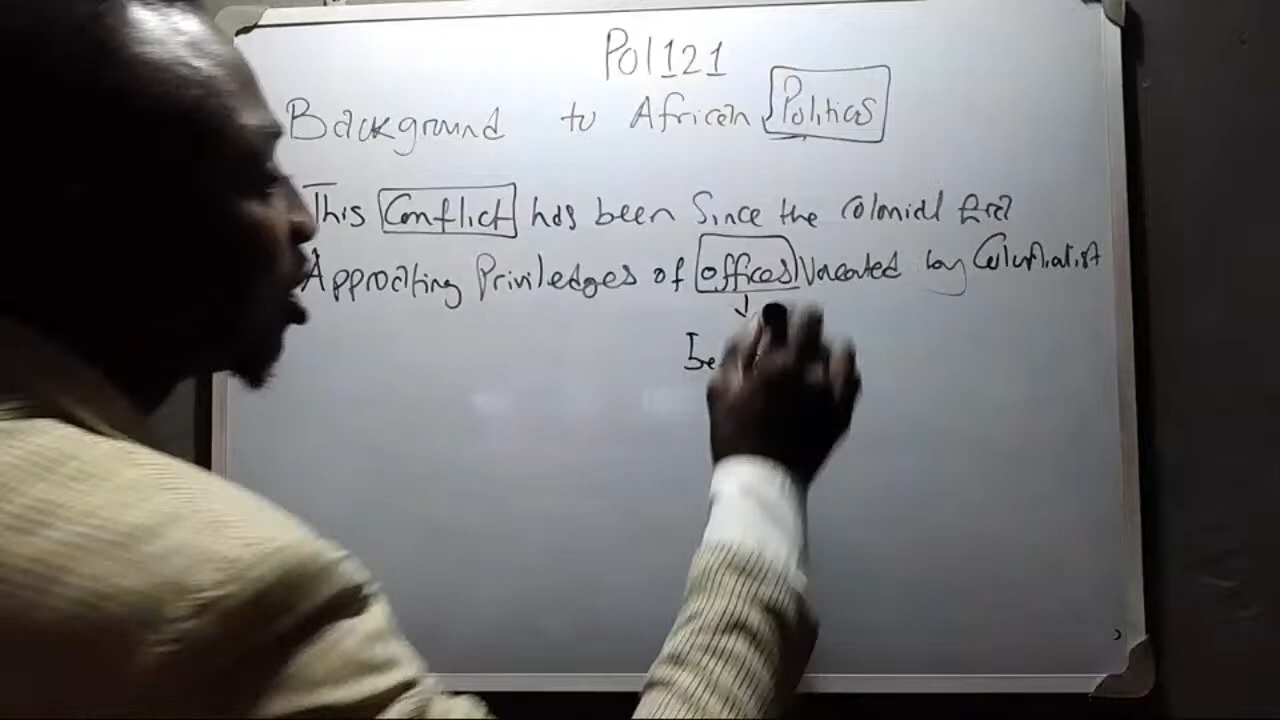 Pol121
Background to African Politics
This Conflict has been Since the colonial Era
Approciting Priviledges of offices Vacated by Colonialist